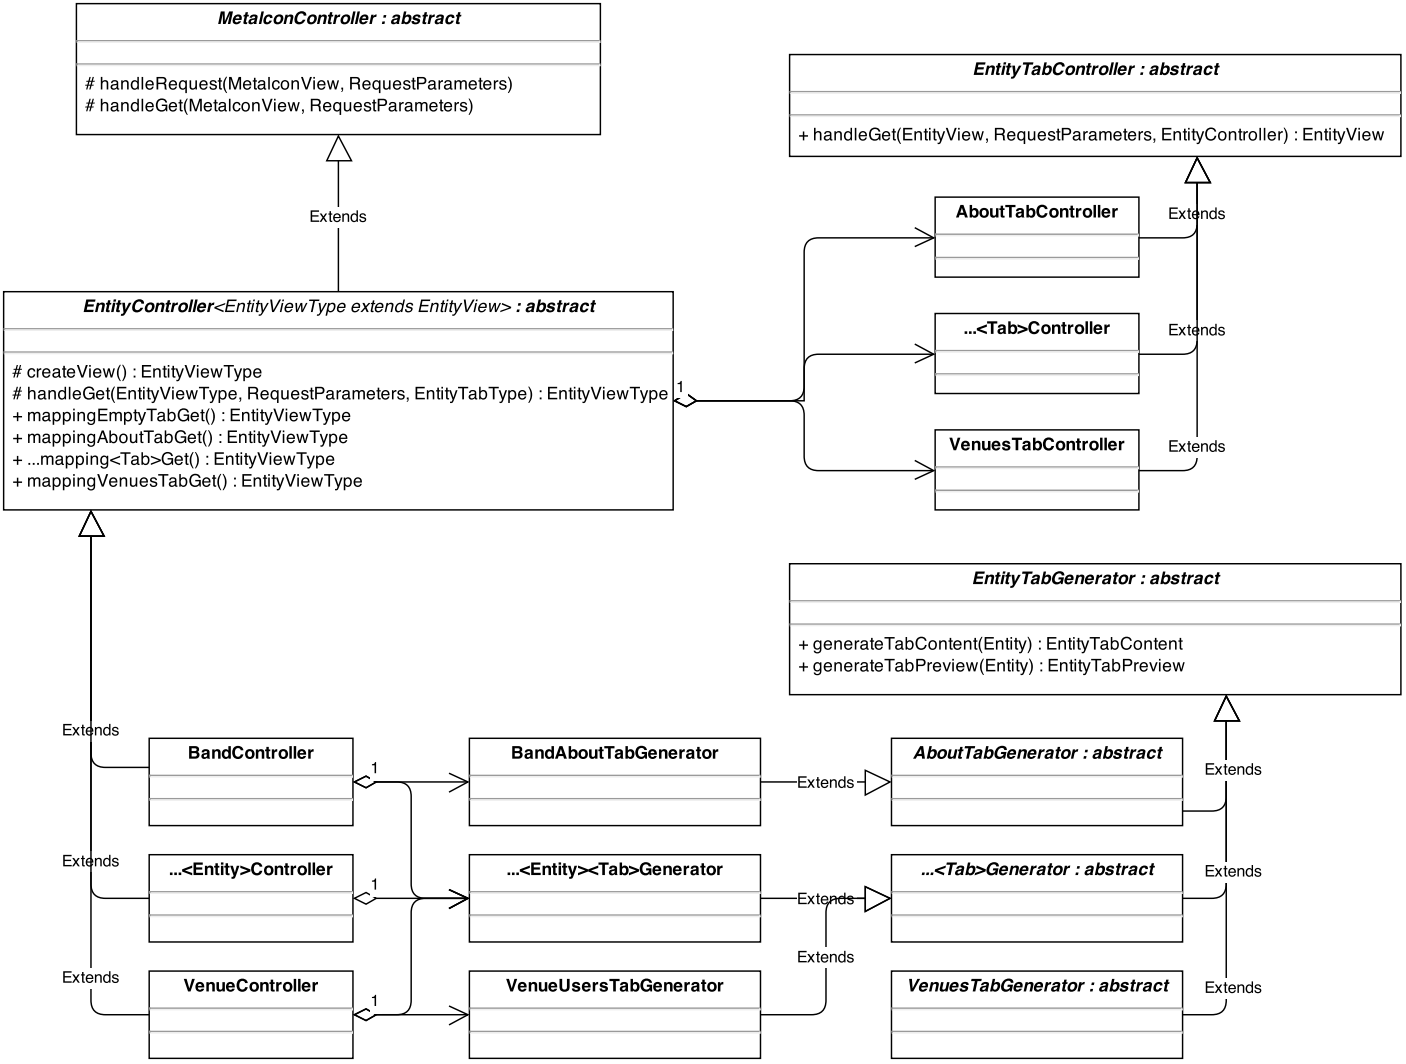 MetalconController : abstract
# handleRequest(MetalconView, RequestParameters)
# handleGet(MetalconView, RequestParameters)
Extends
EntityController<EntityViewType extends EntityView> : abstract
# createView() : EntityViewType
# handleGet(EntityViewType, RequestParameters, EntityTabType) : EntityViewType
+ mappingEmptyTabGet() : EntityViewType
+ mappingAboutTabGet() : EntityViewType
+ ...mapping<Tab>Get() : EntityViewType
+ mappingVenuesTabGet() : EntityViewType
1
EntityTabController : abstract
+ handleGet(EntityView, RequestParameters, EntityController) : EntityView
AboutTabController
Extends
...<Tab>Controller
Extends
VenuesTabController
Extends
EntityTabGenerator : abstract
+ generateTabContent(Entity) : EntityTabContent
+ generateTabPreview(Entity) : EntityTabPreview
Extends
BandController
1
BandAboutTabGenerator
Extends
AboutTabGenerator : abstract
Extends
Extends
...<Entity>Controller
1
...<Entity><Tab>Generator
Extends
...<Tab>Generator : abstract
Extends
Extends
VenueController
1
VenueUsersTabGenerator
Extends
VenuesTabGenerator : abstract
Extends